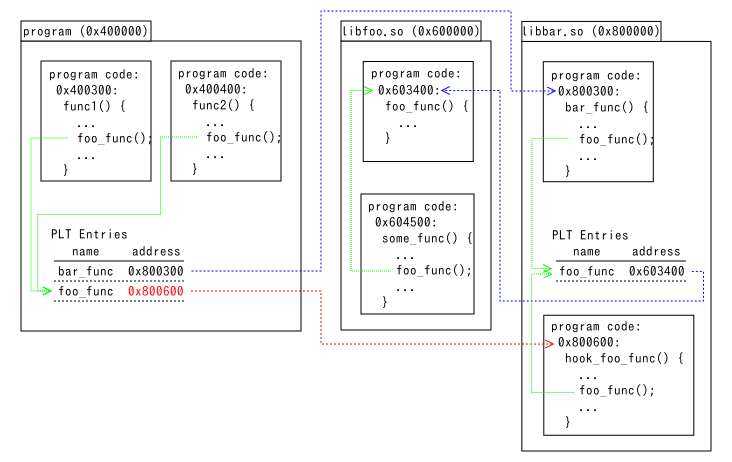 program (0x400000)
program code:
0x400300:
func1() {
...
foo_func();
...
}
program code:
0x400400:
func2() {
...
foo_func();
...
}
PLT Entries
name address
bar_func 0x800300
foo_func 0x800600
libfoo.so (0x600000)
program code:
0x603400:
foo_func() {
...
}
program code:
0x604500:
some_func() {
...
foo_func();
...
}
libbar.so (0x800000)
program code:
0x800300:
bar_func() {
...
foo_func();
...
}
PLT Entries
name address
foo_func 0x603400
program code:
0x800600:
hook_foo_func() {
...
foo_func();
...
}